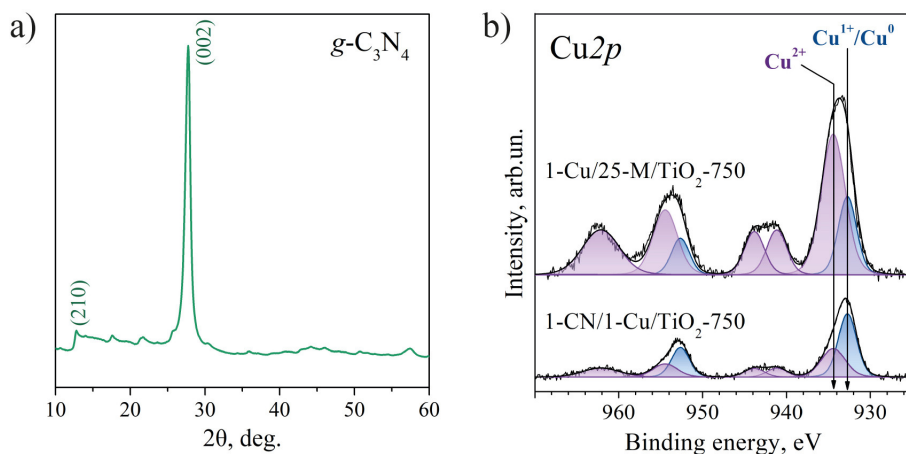 a)
g-C₃N₄
(002)
(210)
10 20 30 40 50 60
2θ, deg.
b)
Cu2p
Cu¹⁺/Cu⁰
Cu²⁺
1-Cu/25-M/TiO₂-750
1-CN/1-Cu/TiO₂-750
Intensity, arb.un.
960 950 940 930
Binding energy, eV